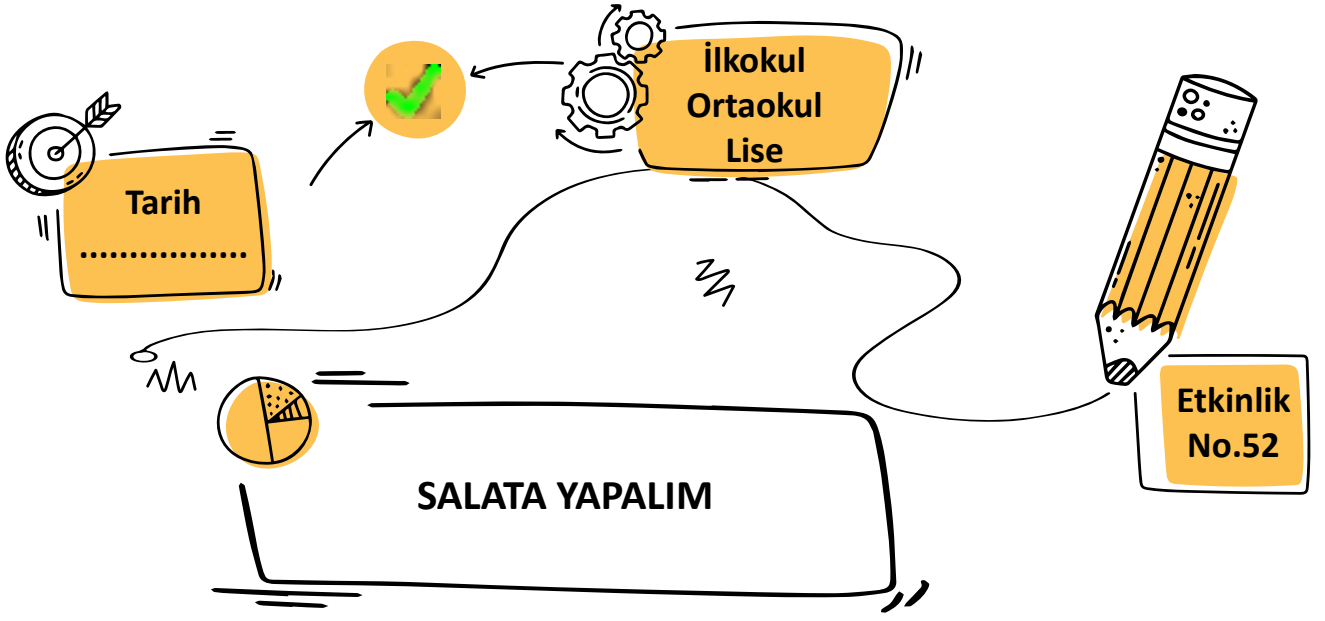 İlkokul
Ortaokul
Lise
Tarih
.................
Etkinlik
No.52
SALATA YAPALIM